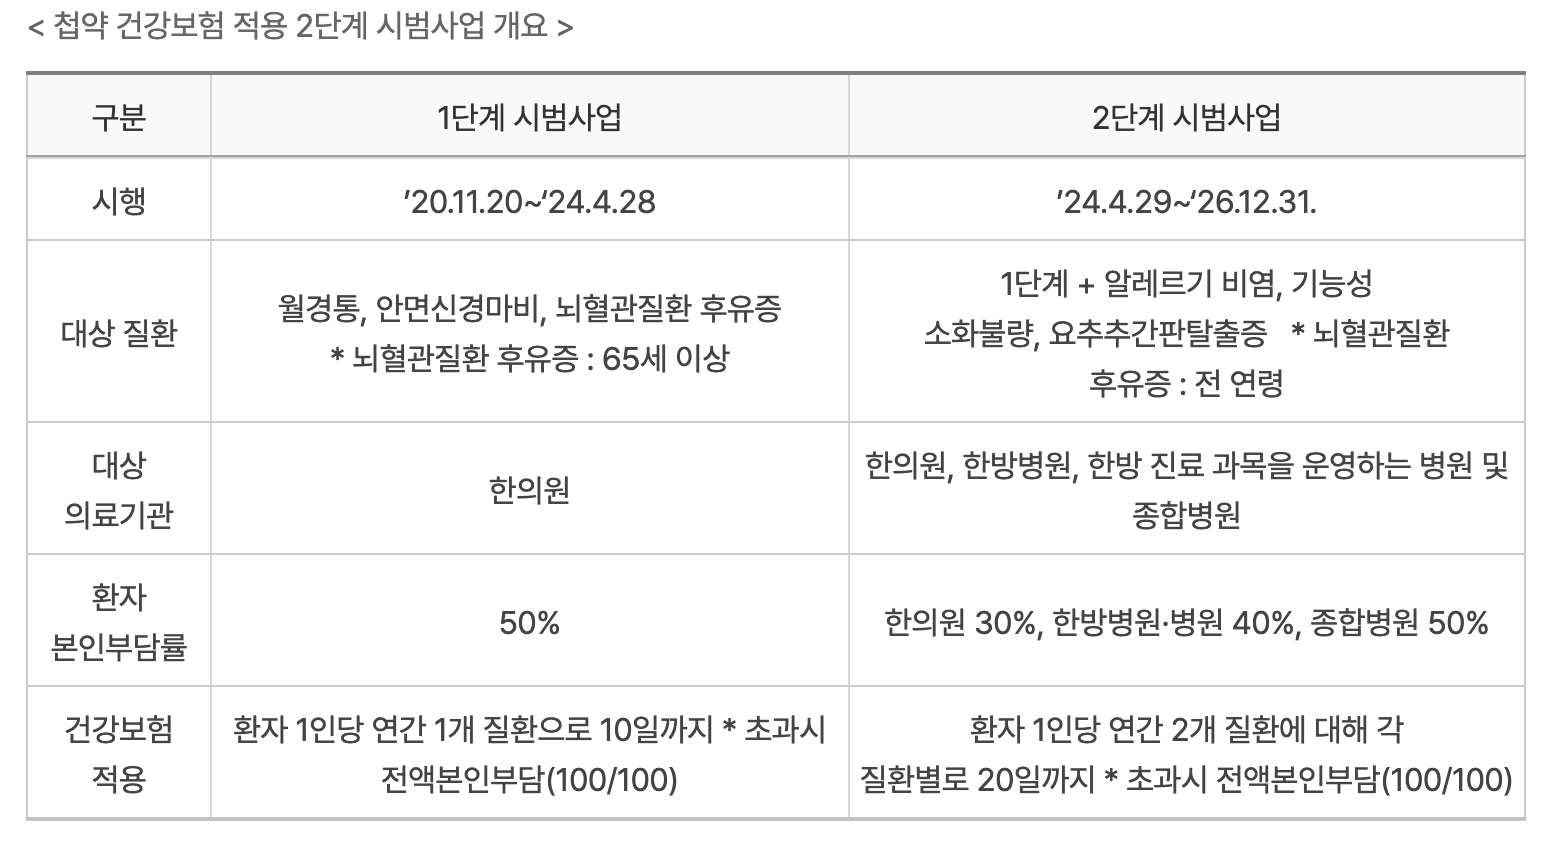 < 첩약 건강보험 적용 2단계 시범사업 개요 >
구분
1단계 시범사업
2단계 시범사업
시행
’20.11.20~‘24.4.28
’24.4.29~‘26.12.31.
대상 질환
월경통, 안면신경마비, 뇌혈관질환 후유증
* 뇌혈관질환 후유증 : 65세 이상
1단계 + 알레르기 비염, 기능성
소화불량, 요추추간판탈출증 * 뇌혈관질환
후유증 : 전 연령
대상
의료기관
한의원
한의원, 한방병원, 한방 진료 과목을 운영하는 병원 및
종합병원
환자
본인부담률
50%
한의원 30%, 한방병원·병원 40%, 종합병원 50%
건강보험
적용
환자 1인당 연간 1개 질환으로 10일까지 * 초과시
전액본인부담(100/100)
환자 1인당 연간 2개 질환에 대해 각
질환별로 20일까지 * 초과시 전액본인부담(100/100)